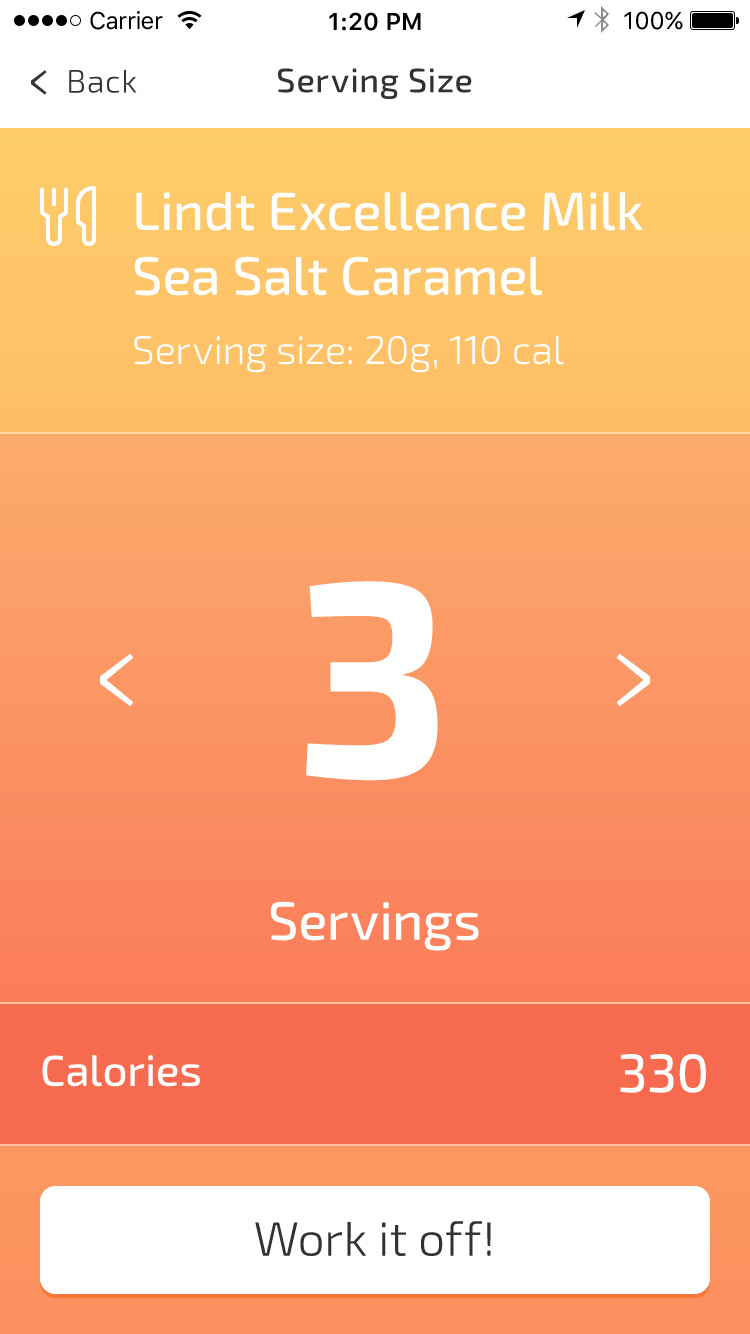 Carrier 1:20 PM 100%
Back Serving Size
Lindt Excellence Milk
Sea Salt Caramel
Serving size: 20g, 110 cal
3
Servings
Calories 330
Work it off!